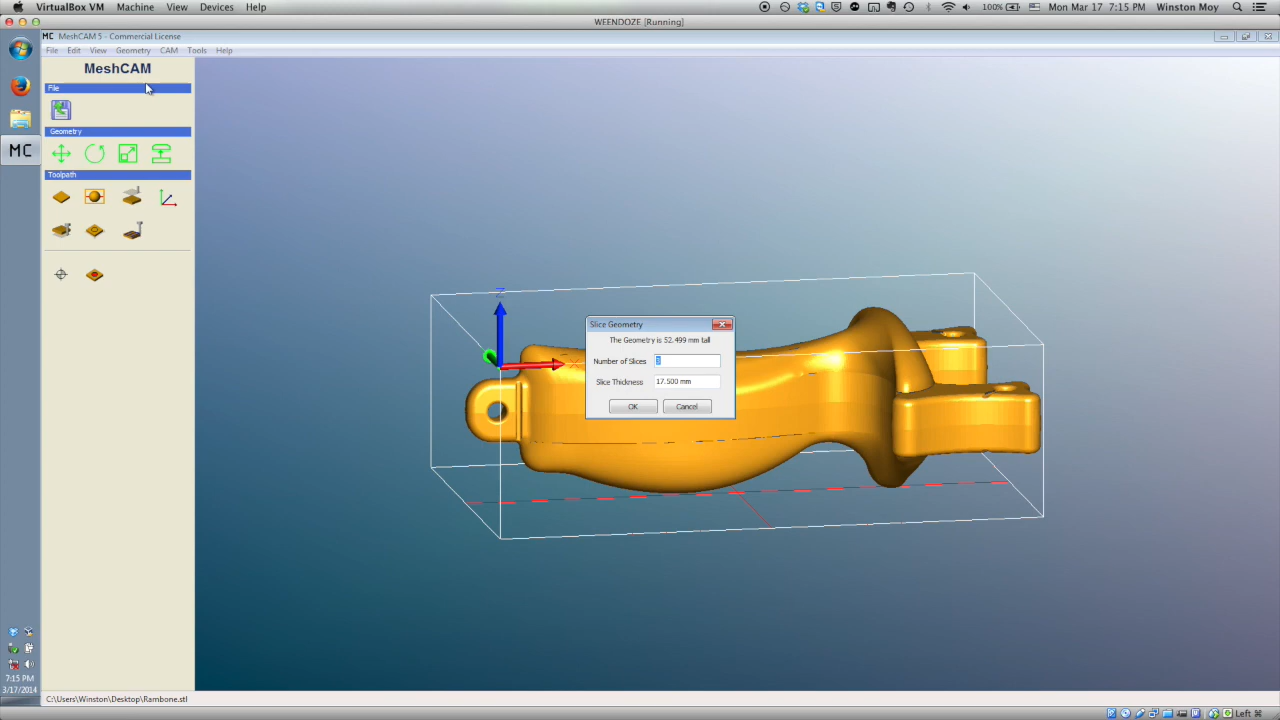 VirtualBox VM Machine View Devices Help
100% Mon Mar 17 7:15 PM Winston Moy
WEENDOZE [Running]
MC MeshCAM 5 - Commercial License
File Edit View Geometry CAM Tools Help
MeshCAM
File
Geometry
MC
Toolpath
Z
Slice Geometry
The Geometry is 52.499 mm tall
Number of Slices
Slice Thickness 17.500 mm
OK Cancel
7:15 PM
3/17/2014
C:\Users\Winston\Desktop\Rambone.stl
Left ⌘